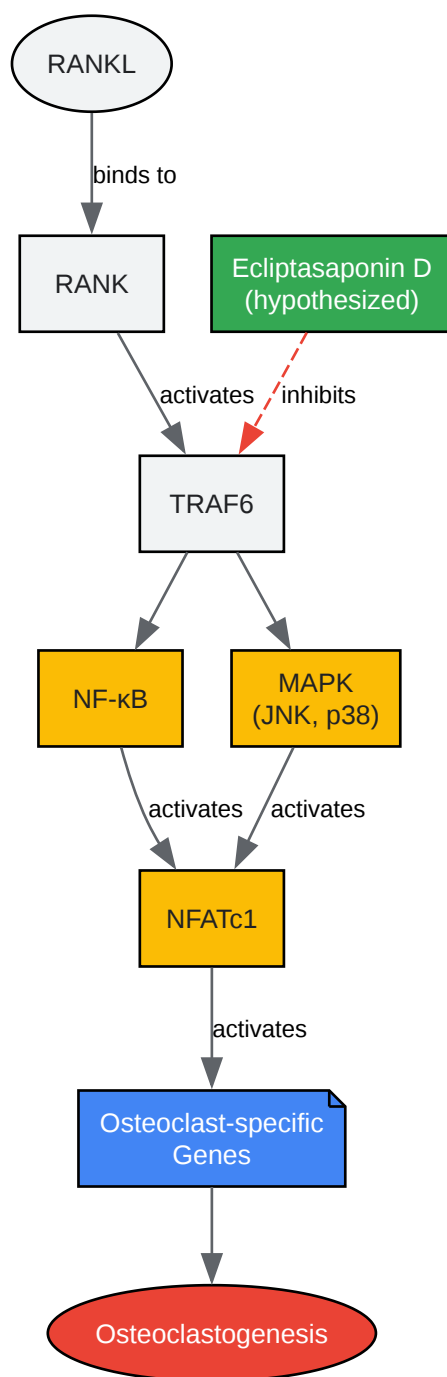 RANKL
binds to
RANK
Ecliptasaponin D
(hypothesized)
activates
inhibits
TRAF6
NF-κB
MAPK
(JNK, p38)
activates
activates
NFATc1
activates
Osteoclast-specific
Genes
Osteoclastogenesis